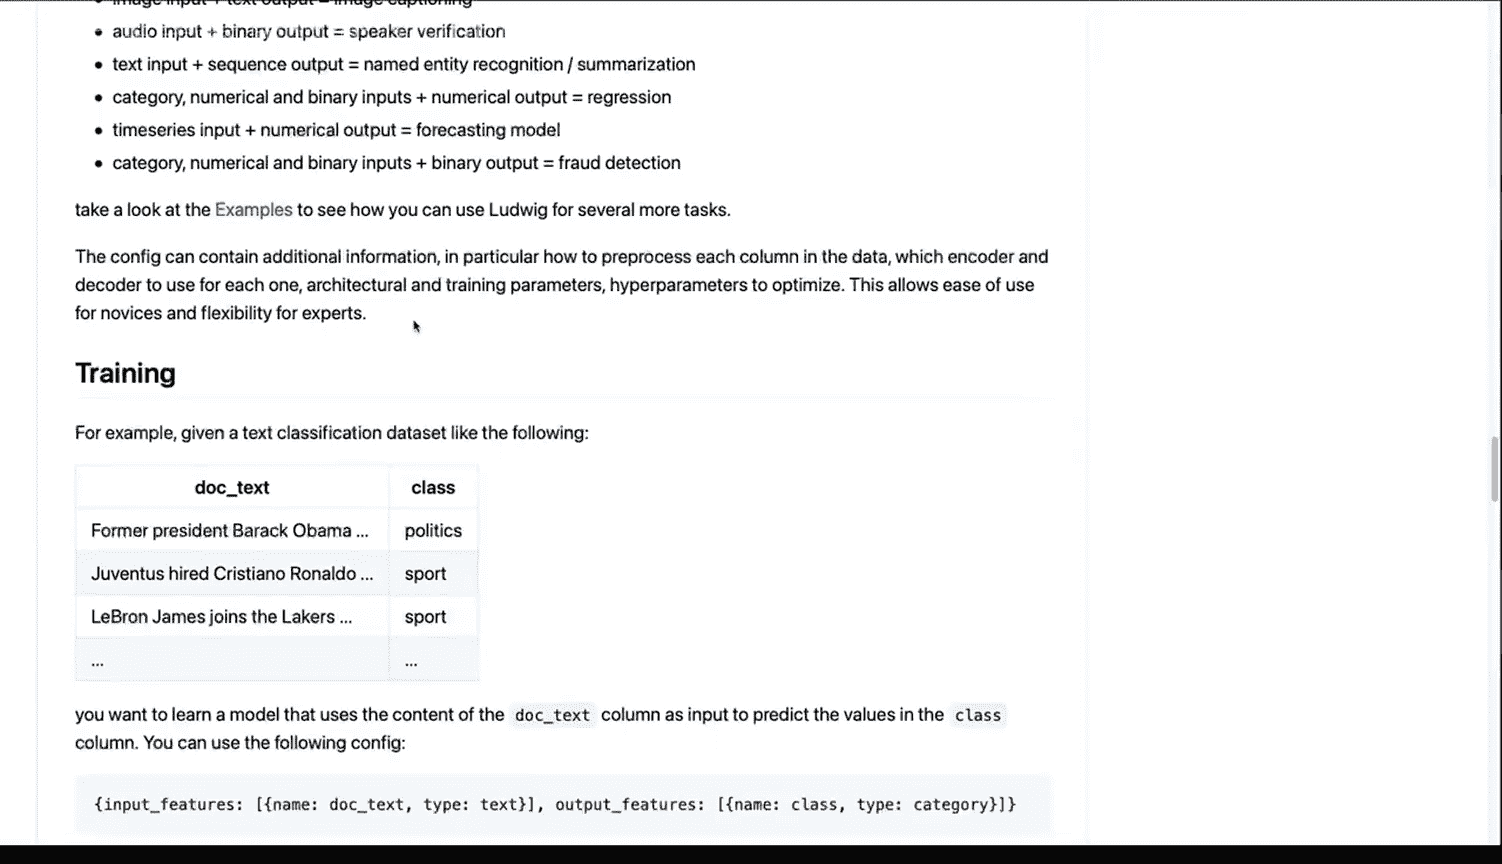 image input + text output = image captioning
audio input + binary output = speaker verification
text input + sequence output = named entity recognition / summarization
category, numerical and binary inputs + numerical output = regression
timeseries input + numerical output = forecasting model
category, numerical and binary inputs + binary output = fraud detection
take a look at the Examples to see how you can use Ludwig for several more tasks.
The config can contain additional information, in particular how to preprocess each column in the data, which encoder and
decoder to use for each one, architectural and training parameters, hyperparameters to optimize. This allows ease of use
for novices and flexibility for experts.
Training
For example, given a text classification dataset like the following:
doc_text class
Former president Barack Obama ... politics
Juventus hired Cristiano Ronaldo ... sport
LeBron James joins the Lakers ... sport
... ...
you want to learn a model that uses the content of the doc_text column as input to predict the values in the class
column. You can use the following config:
{input_features: [{name: doc_text, type: text}], output_features: [{name: class, type: category}]}